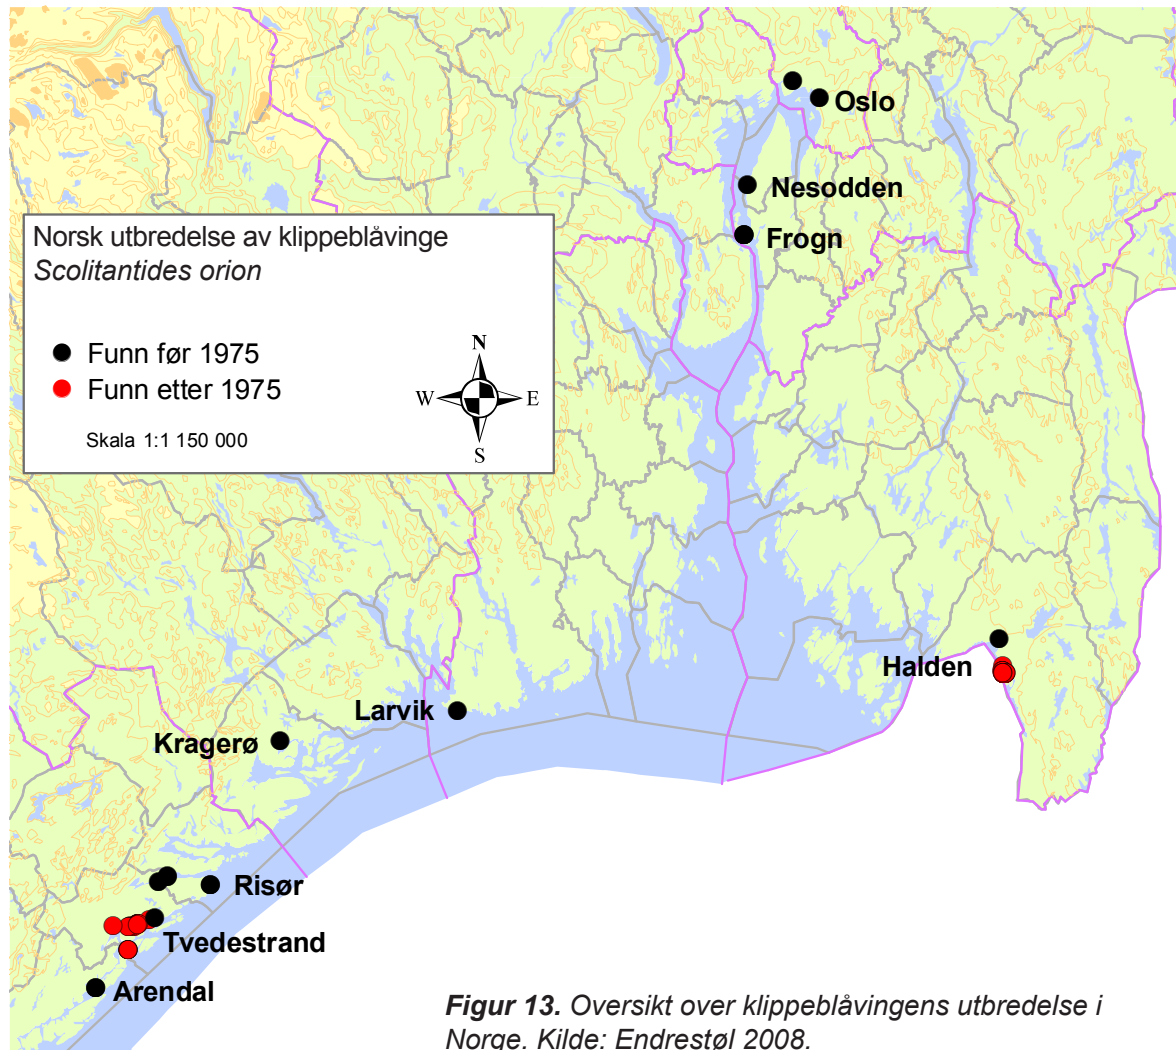 Oslo
Nesodden
Frogn
Norsk utbredelse av klippeblåvinge
Scolitantides orion
Funn før 1975
Funn etter 1975
Skala 1:1 150 000
N
W E
S
Halden
Larvik
Kragerø
Risør
Tvedestrand
Arendal
Figur 13. Oversikt over klippeblåvingens utbredelse i
Norge. Kilde: Endrestøl 2008.